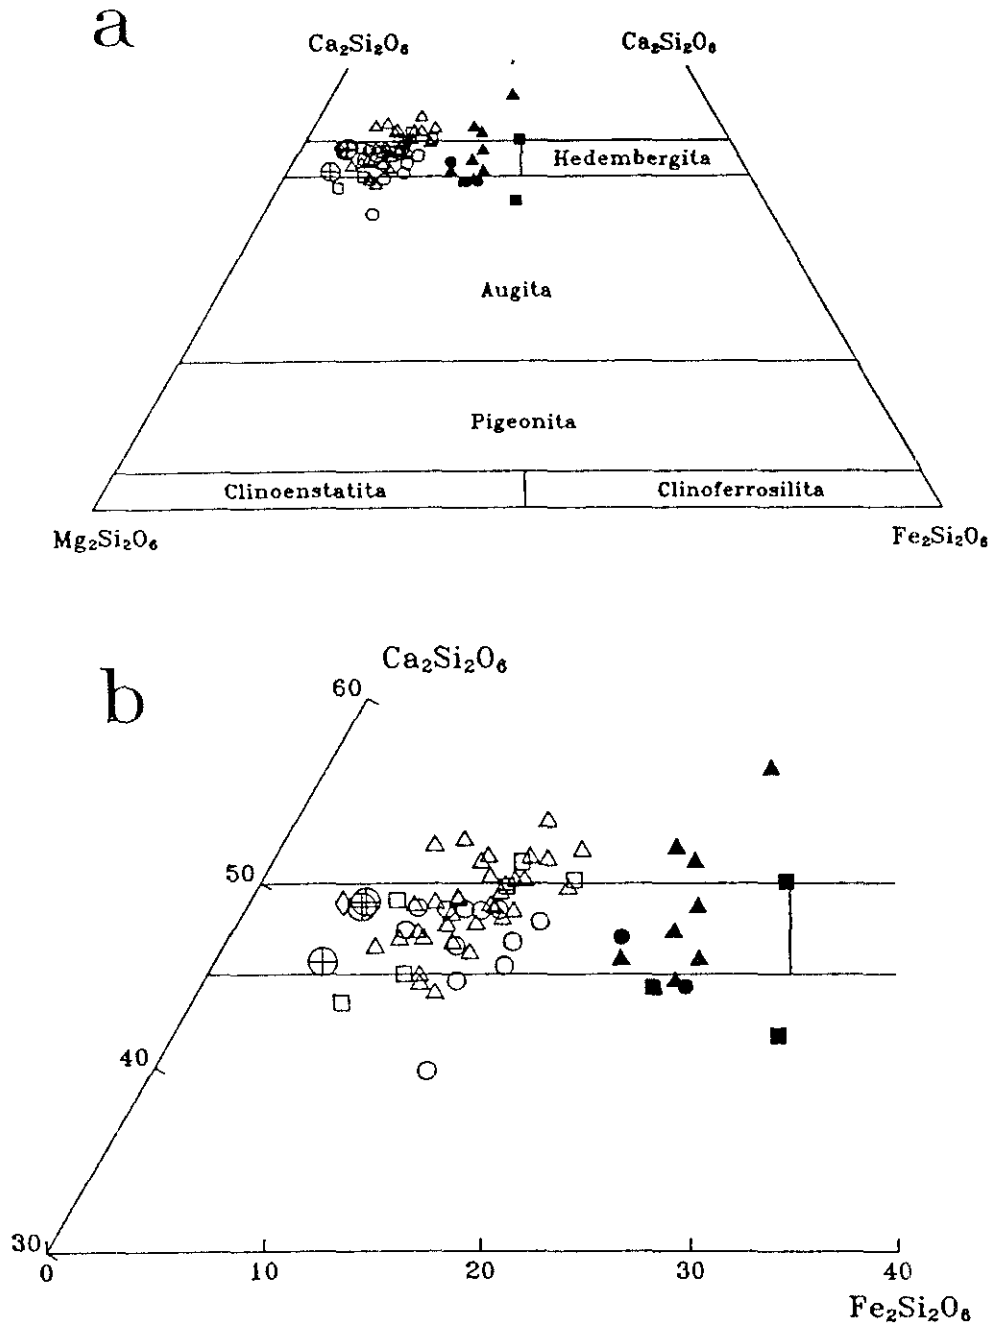 a
Ca₂Si₂O₆ Ca₂Si₂O₆
Hedembergita
Augita
Pigeonita
Clinoenstatita Clinoferrosilita
Mg₂Si₂O₆ Fe₂Si₂O₆
b
Ca₂Si₂O₆
60
50
40
30
0 10 20 30 40
Fe₂Si₂O₆